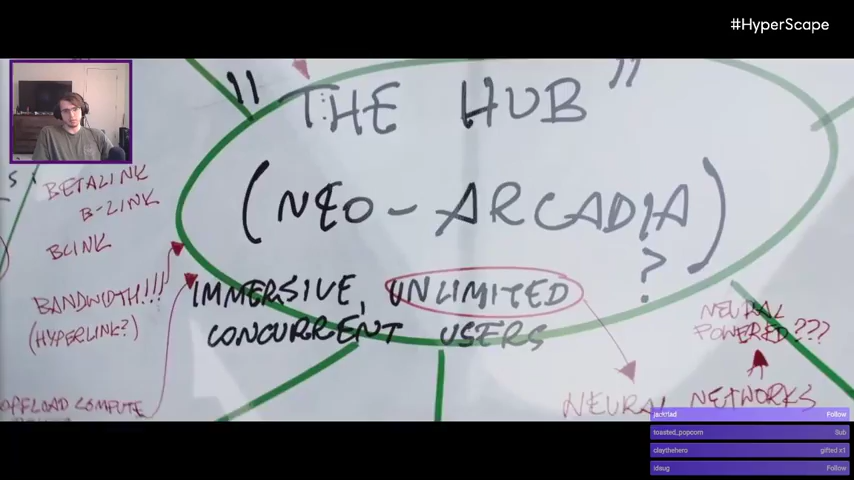 #HyperScape
"THE HUB"
(NEO-ARCADIA)
?
BETALINK
B-LINK
BLINK
BANDWIDTH!!!
(HYPERLINK?)
IMMERSIVE, UNLIMITED
CONCURRENT USERS
NEURAL
POWERED???
OFFLOAD COMPUTE
NEURAL NETWORKS
Follow
toasted_popcorn Sub
claythehero gifted x1
idaug Follow